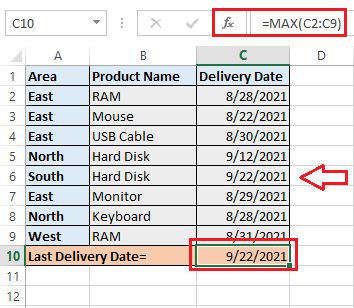 C10 fx =MAX(C2:C9)
A B C D
1 Area Product Name Delivery Date
2 East RAM 8/28/2021
3 East Mouse 8/22/2021
4 East USB Cable 8/30/2021
5 North Hard Disk 9/12/2021
6 South Hard Disk 9/22/2021
7 East Monitor 8/29/2021
8 North Keyboard 8/28/2021
9 West RAM 8/31/2021
10 Last Delivery Date= 9/22/2021
11
12